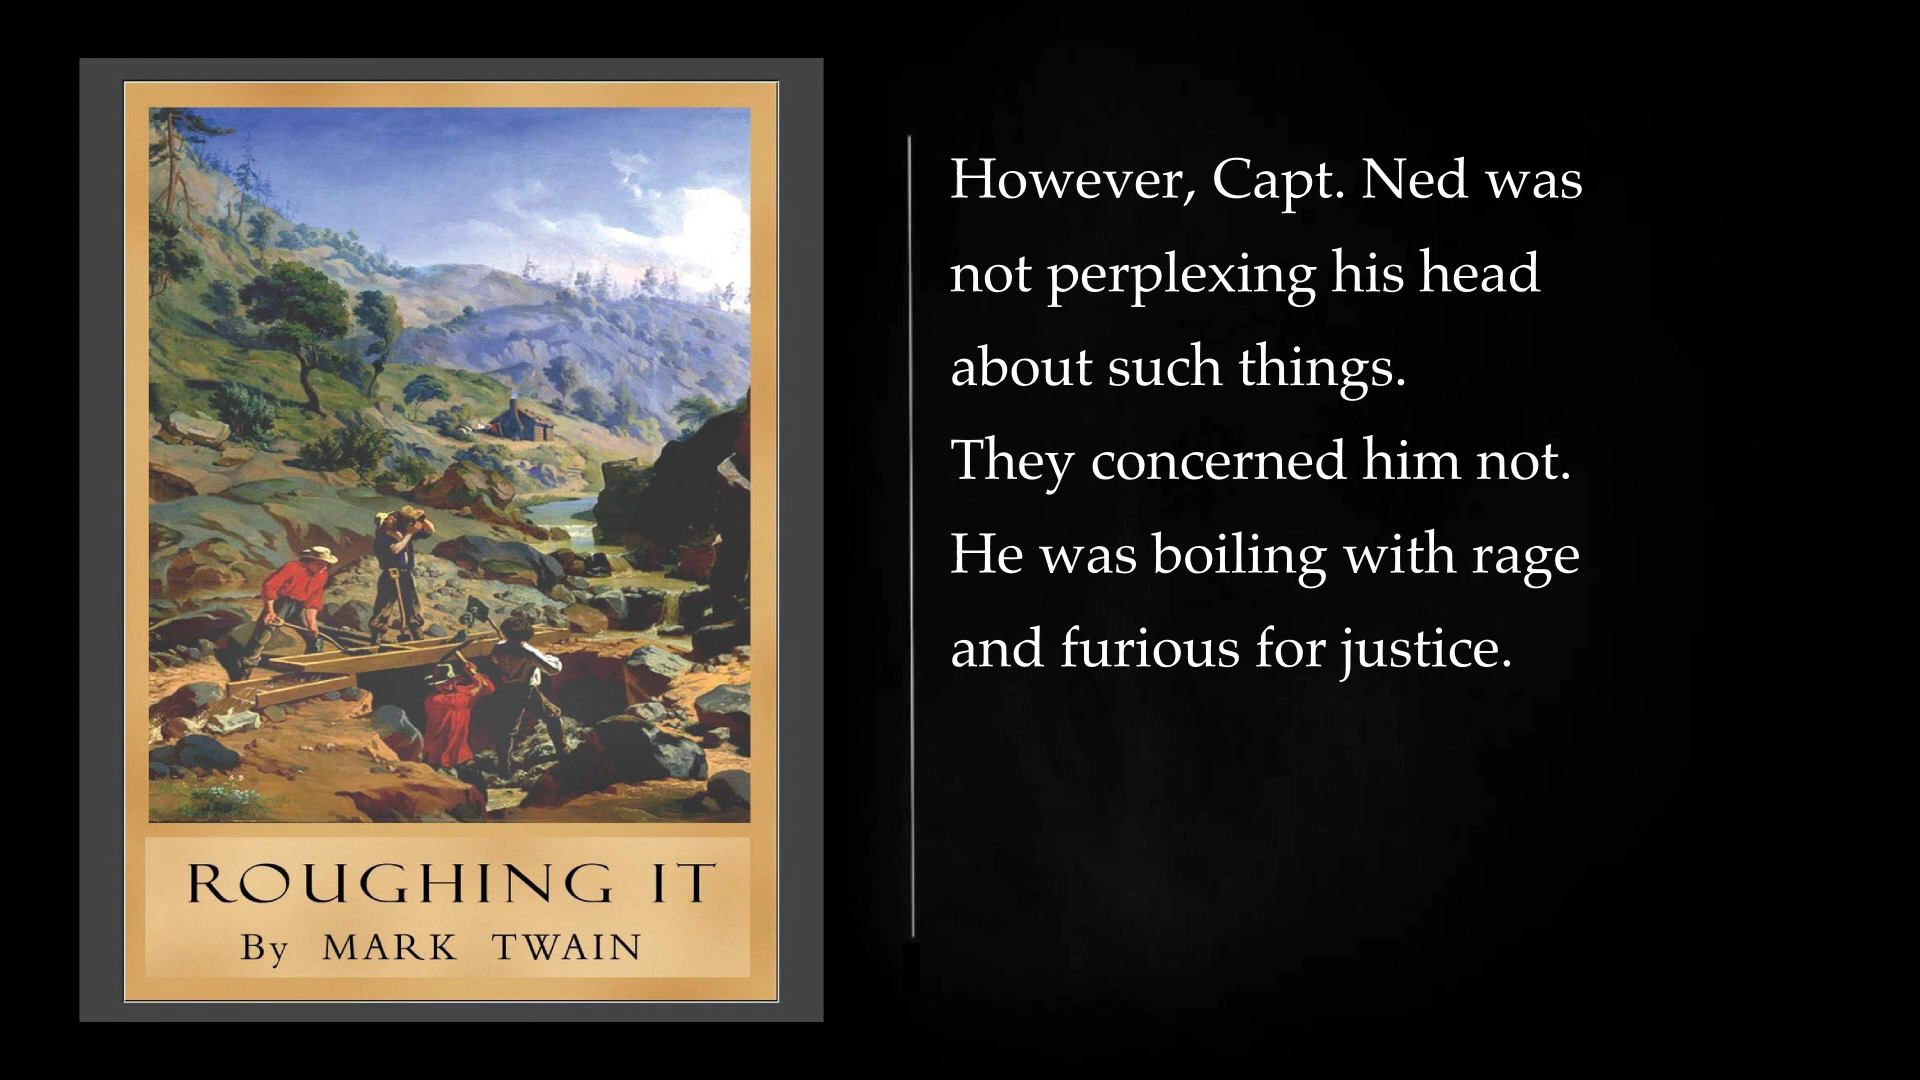 ROUGHING IT
By MARK TWAIN
However, Capt. Ned was
not perplexing his head
about such things.
They concerned him not.
He was boiling with rage
and furious for justice.